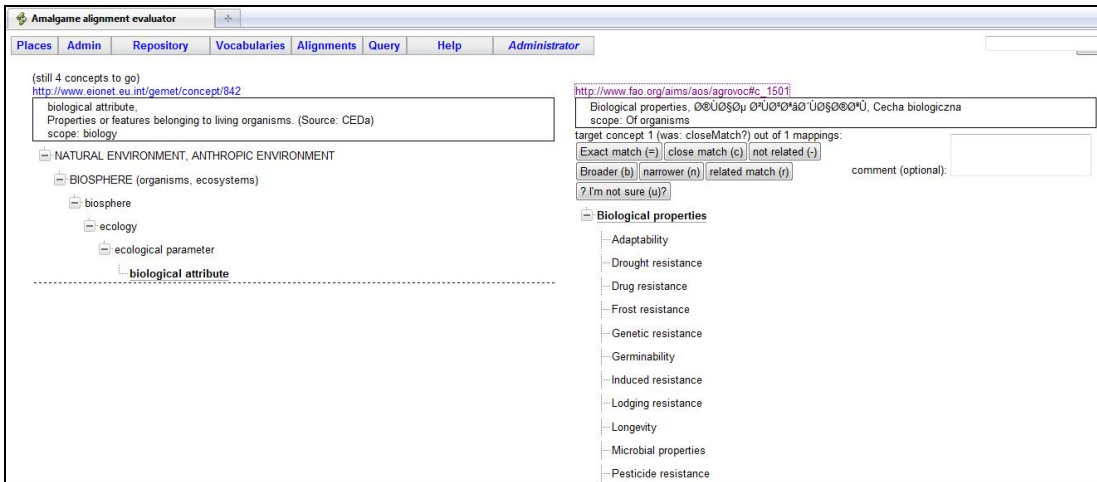 Amalgame alignment evaluator
Places Admin Repository Vocabularies Alignments Query Help Administrator
(still 4 concepts to go)
http://www.eionet.eu.int/gemet/concept/842
biological attribute,
Properties or features belonging to living organisms. (Source: CEDa)
scope: biology
NATURAL ENVIRONMENT, ANTHROPIC ENVIRONMENT
BIOSPHERE (organisms, ecosystems)
biosphere
ecology
ecological parameter
biological attribute
http://www.fao.org/aims/aos/agrovoc#c_1501
Biological properties, Cecha biologiczna
scope: Of organisms
target concept 1 (was: closeMatch?) out of 1 mappings:
Exact match (=) close match (c) not related (-)
Broader (b) narrower (n) related match (r) comment (optional):
? I'm not sure (u)?
Biological properties
Adaptability
Drought resistance
Drug resistance
Frost resistance
Genetic resistance
Germinability
Induced resistance
Lodging resistance
Longevity
Microbial properties
Pesticide resistance